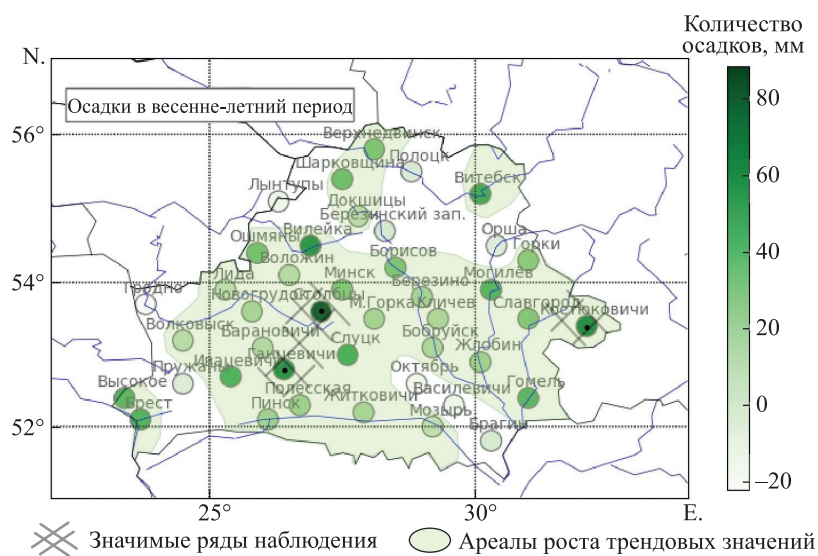 Количество
осадков, мм
N.
Осадки в весенне-летний период
80
56°
Верхнедвинск
Полоцк
Шарковщина
Витебск
Лынтупы
60
Докшицы
Березинский зап.
Вилейка
Орша
Ошмяны
Горки
Борисов
40
Воложин
54°
Лида
Минск
Березино
Могилев
Гродно
Новогрудок
Столбцы
М.Горка
Кличев
Славгород
Костюковичи
20
Волковыск
Барановичи
Слуцк
Бобруйск
Жлобин
Ганцевичи
Ивацевичи
Пружаны
Октябрь
0
Высокое
Полесская
Василевичи
Гомель
Брест
Пинск
Житковичи
Мозырь
52°
Брагин
–20
25°
30°
E.
Значимые ряды наблюдения
Ареалы роста трендовых значений